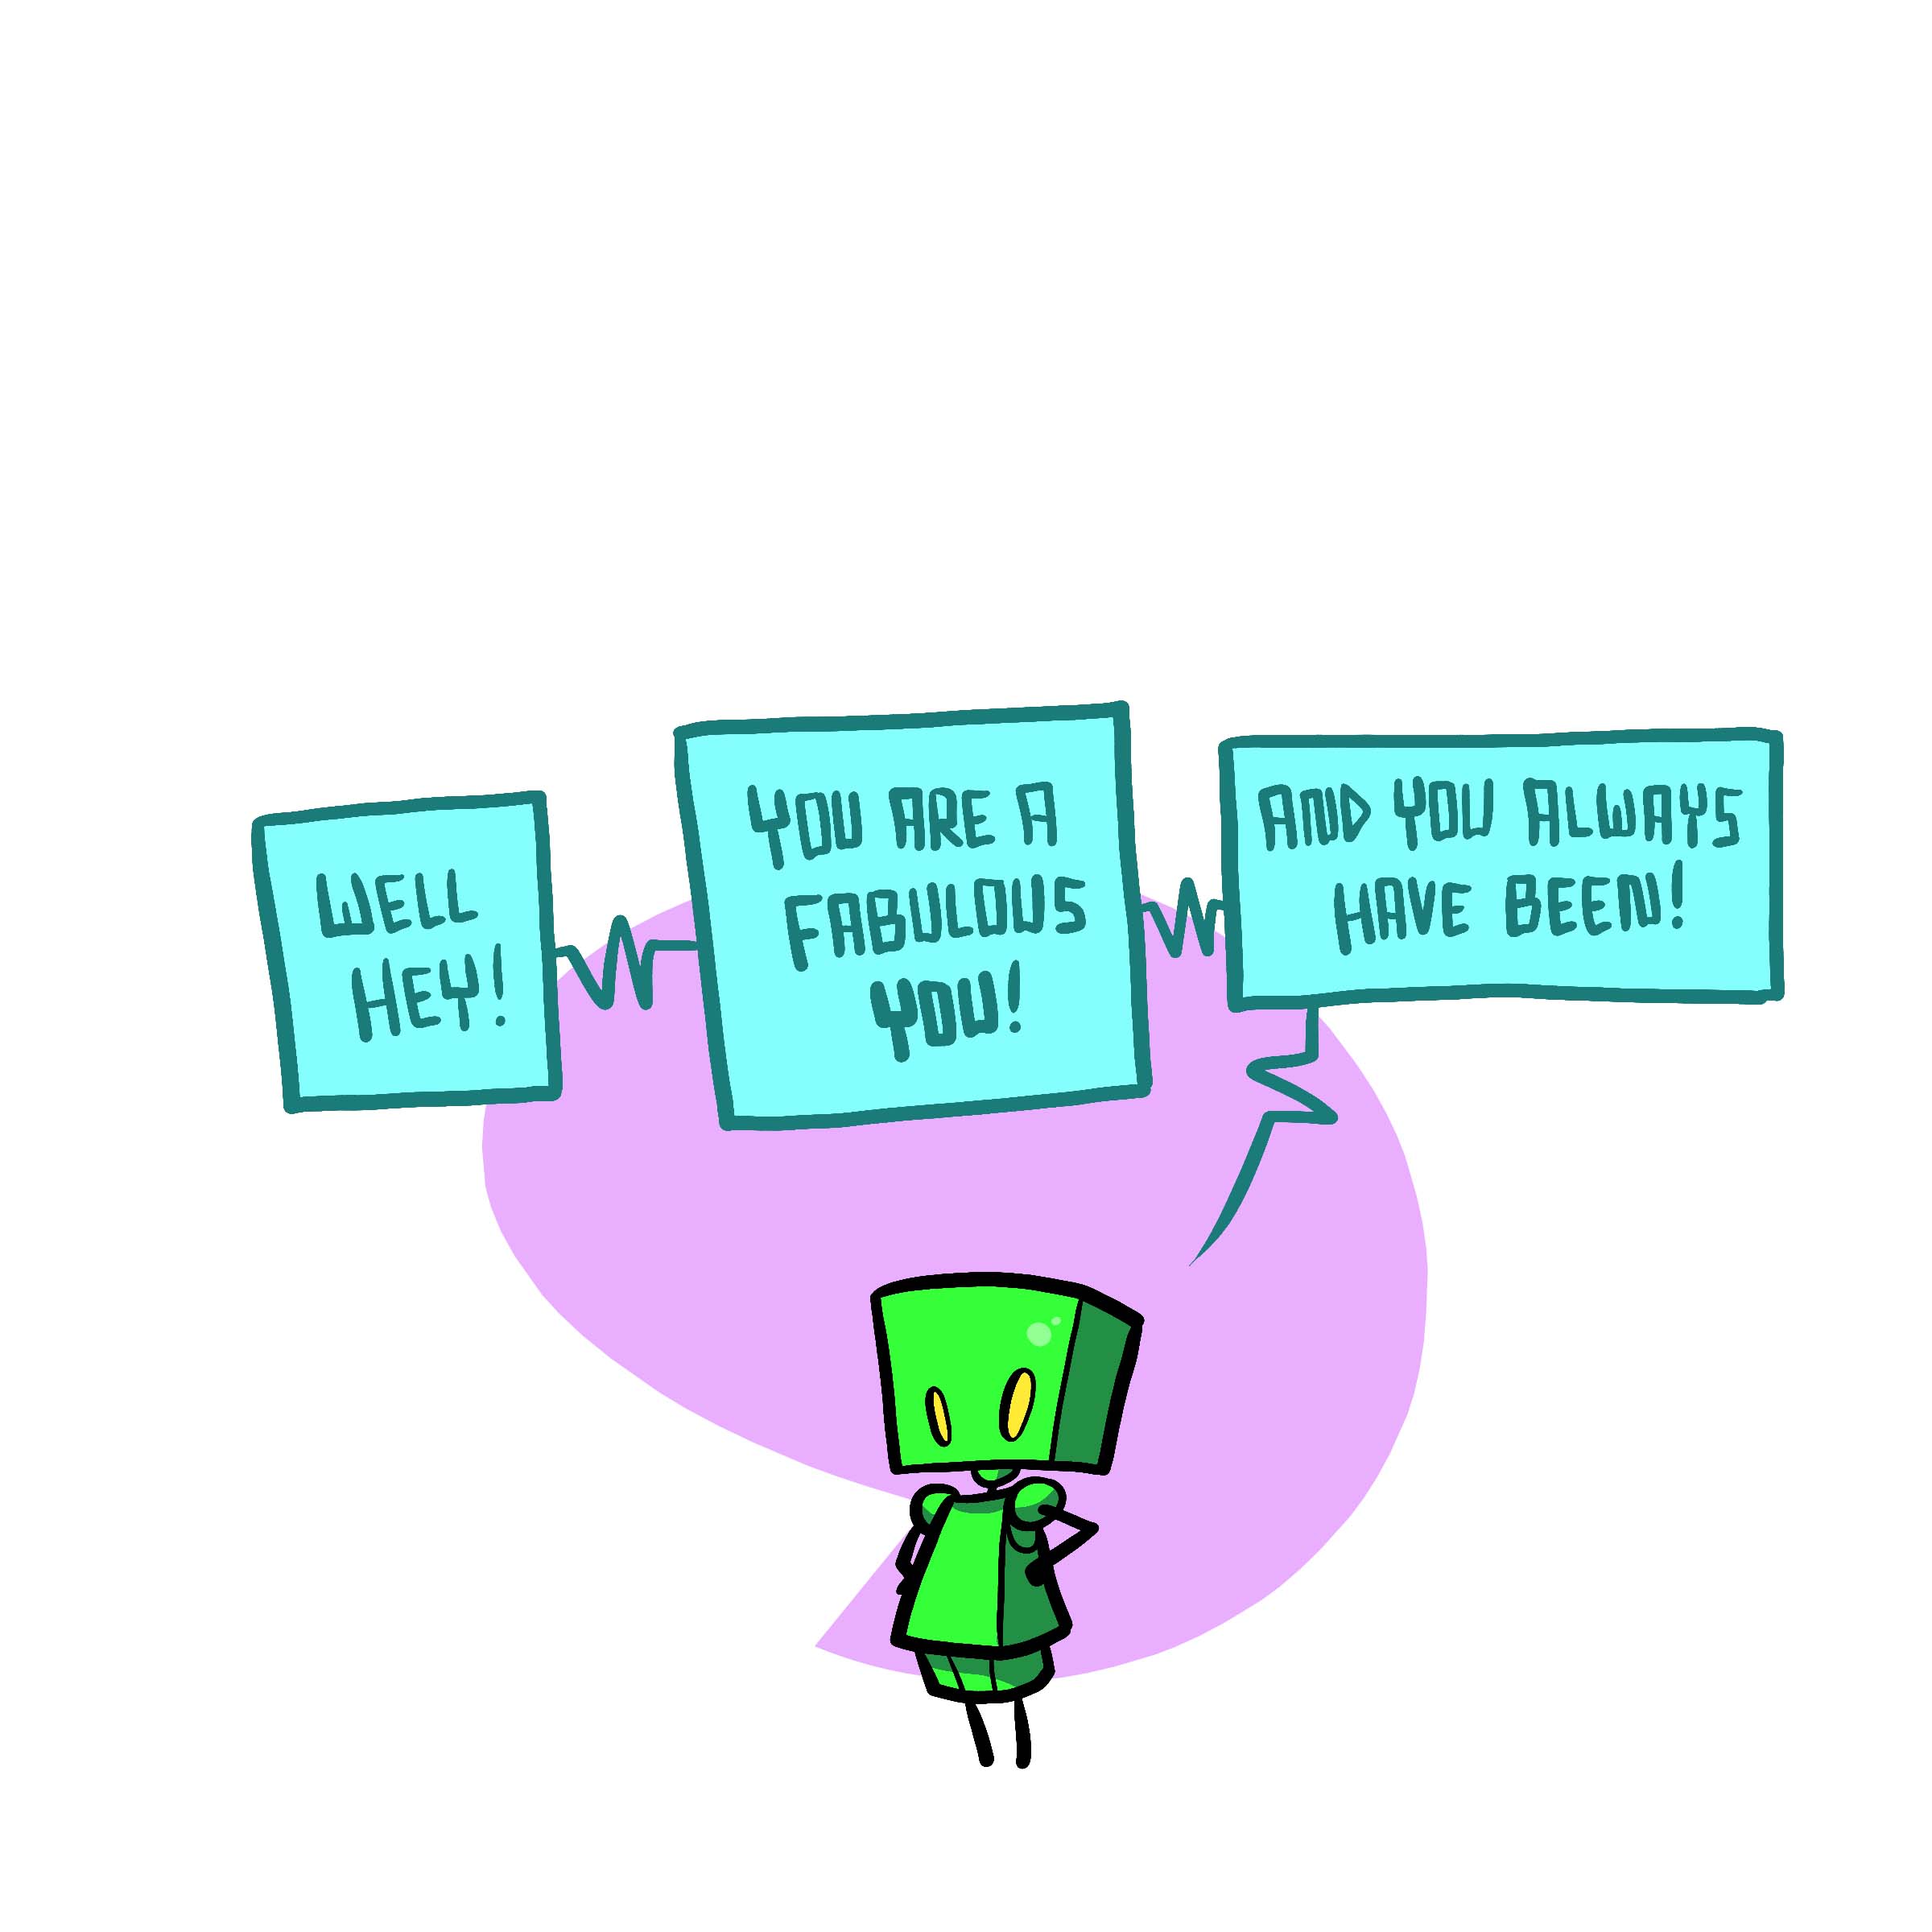 WELL
HEY!
YOU ARE A
FABULOUS
YOU!
AND YOU ALWAYS
HAVE BEEN!